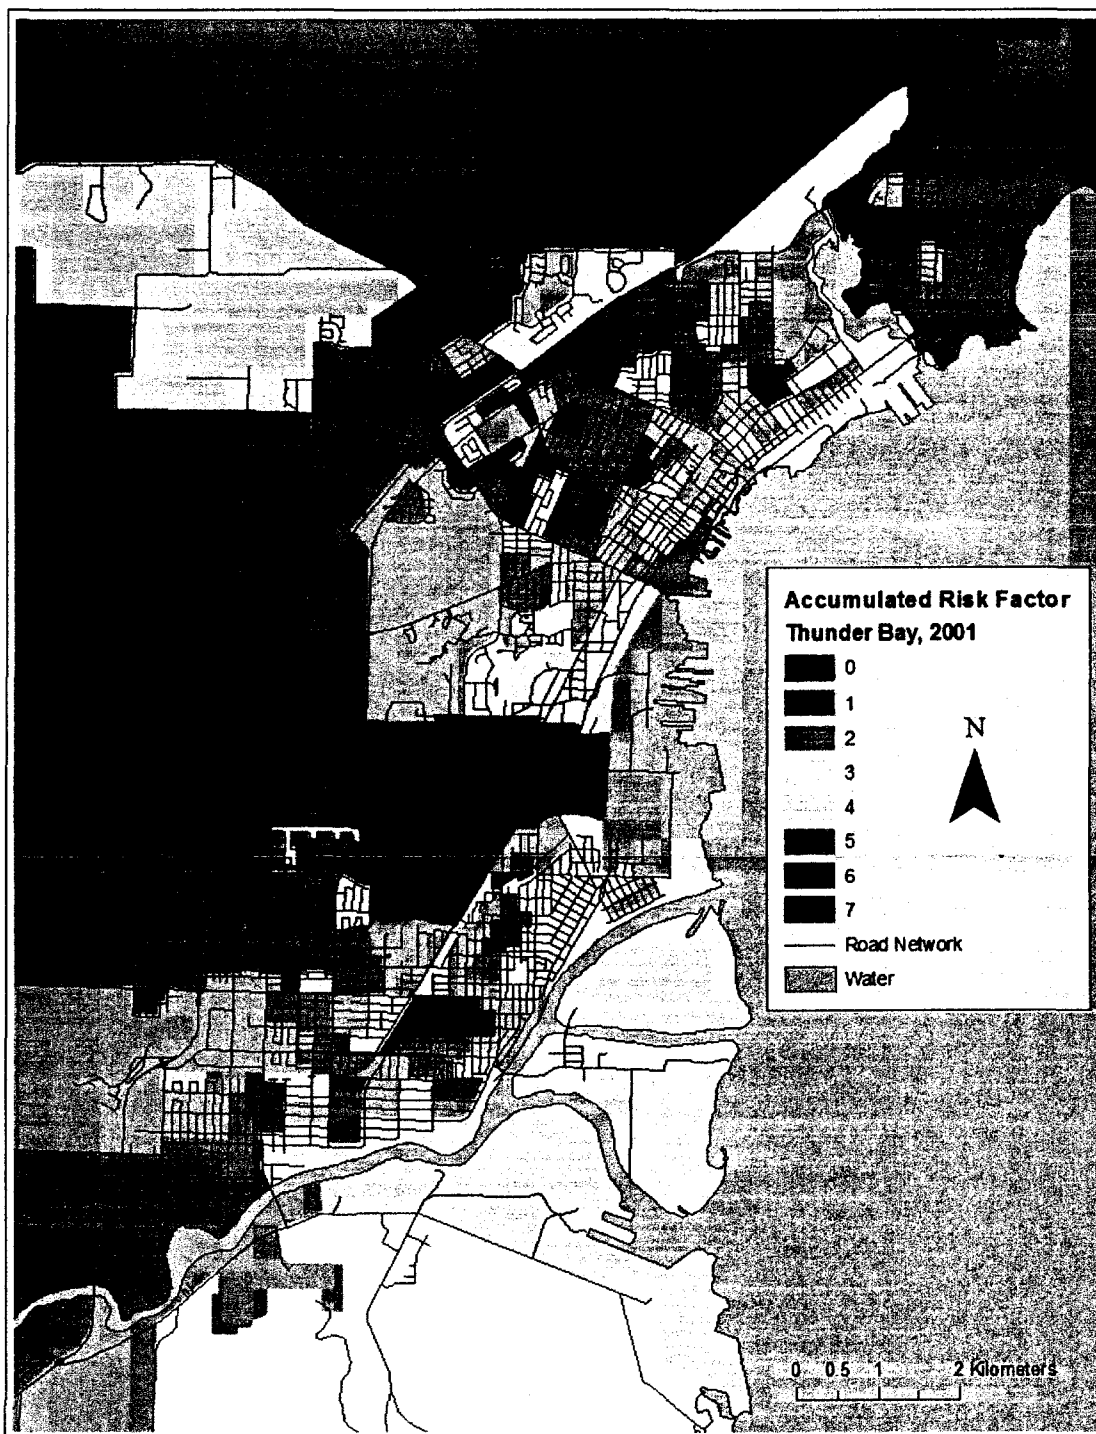 Accumulated Risk Factor
Thunder Bay, 2001
0
1
2
3
4
5
6
7
Road Network
Water
N
0 0.5 1 2 Kilometers